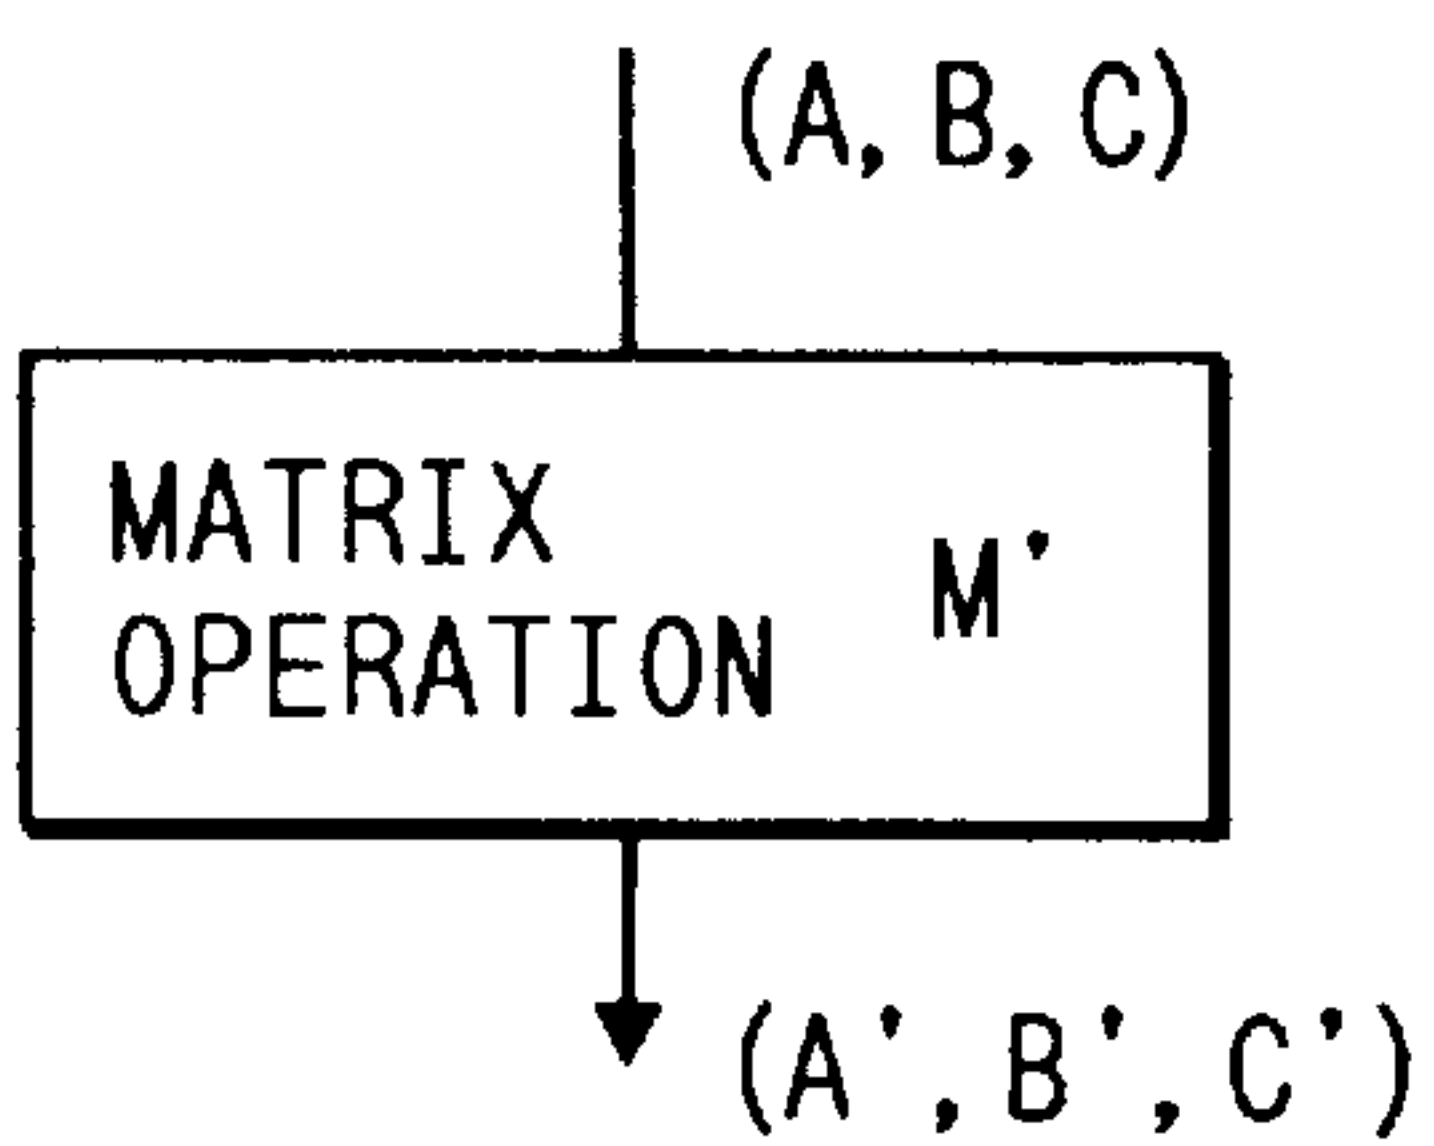 (A, B, C)
MATRIX
OPERATION M'
(A', B', C')